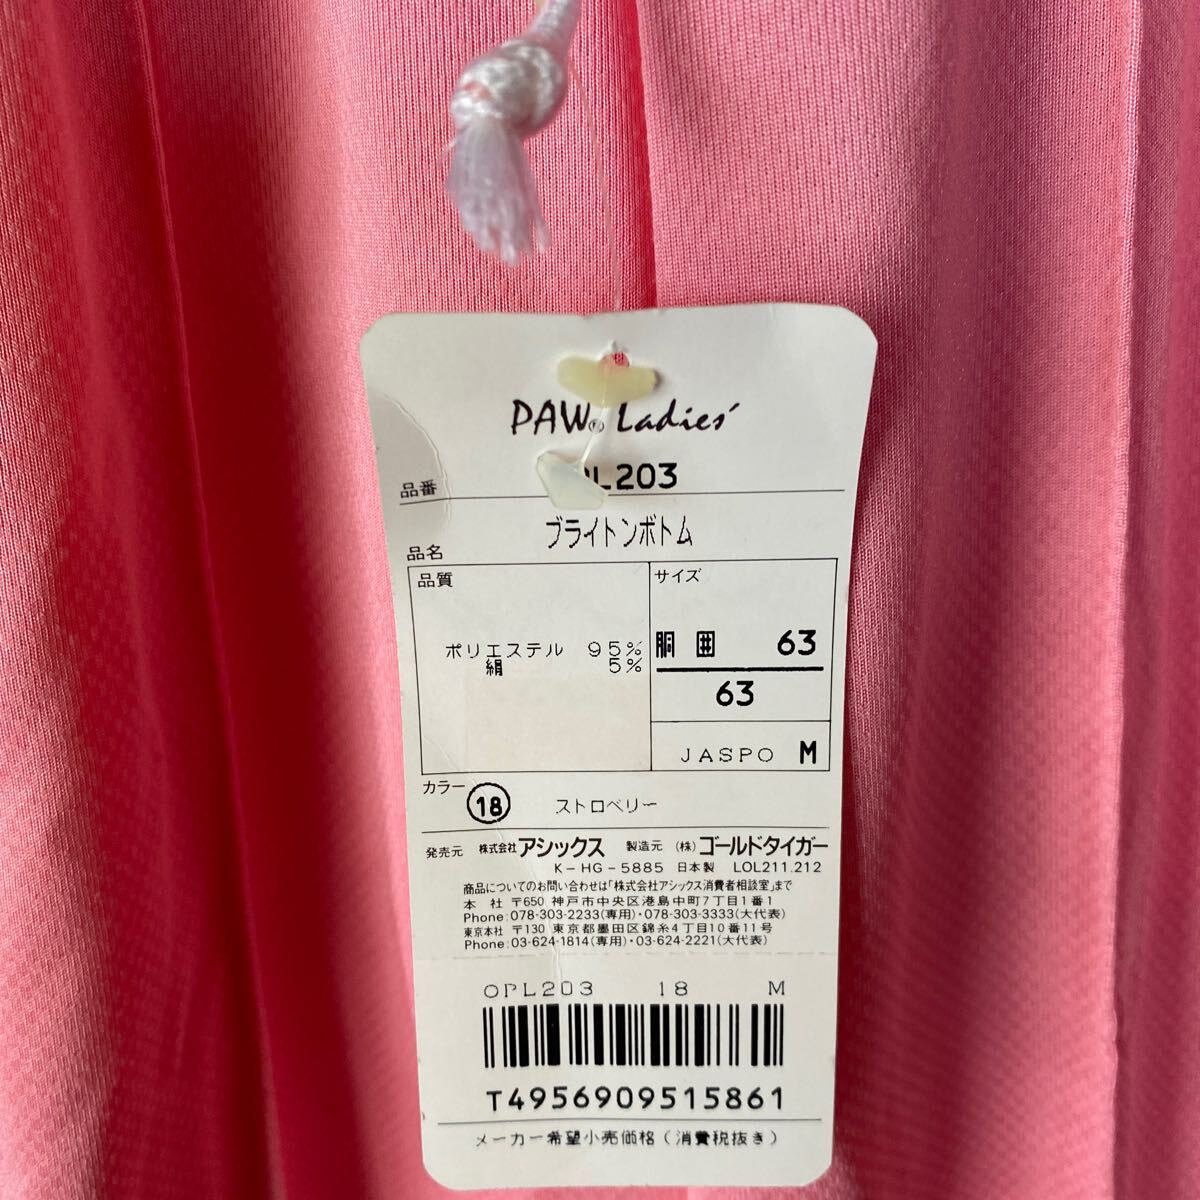 PAW® Ladies'
品番 OPL203
品名 ブライトンボトム
品質
ポリエステル 95%
絹 5%
サイズ
胴囲 63
63
JASPO M
カラー 18 ストロベリー
発売元 株式会社アシックス 製造元 (株)ゴールドタイガー
K-HG-5885 日本製 LOL211.212
商品についてのお問い合わせは「株式会社アシックス消費者相談室」まで
本社 〒650 神戸市中央区港島中町7丁目1番1
Phone:078-303-2233(専用)・078-303-3333(大代表)
東京本社 〒130 東京都墨田区錦糸4丁目10番11号
Phone:03-624-1814(専用)・03-624-2221(大代表)
OPL203 18 M
T4956909515861
メーカー希望小売価格(消費税抜き)